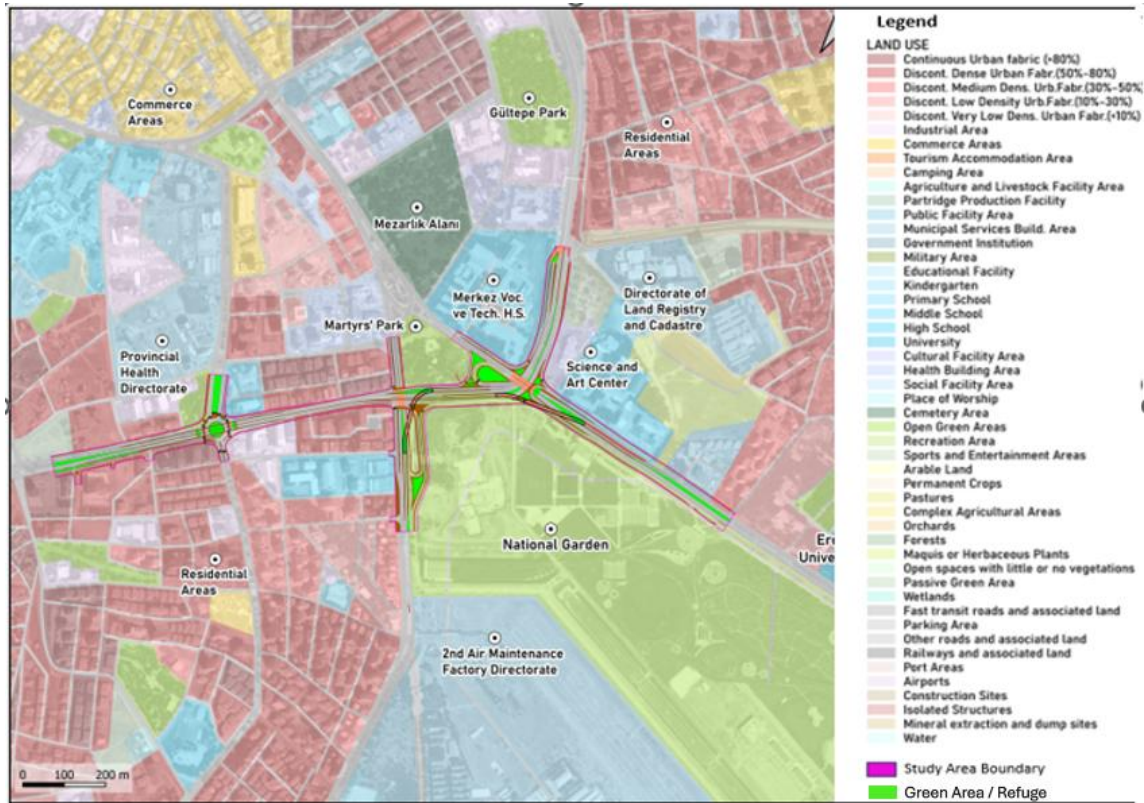 Commerce
Areas
Gültepe Park
Residential
Areas
Mezarlık Alanı
Merkez Voc.
ve Tech. H.S.
Directorate of
Land Registry
and Cadastre
Martyrs' Park
Provincial
Health
Directorate
Science and
Art Center
National Garden
Residential
Areas
2nd Air Maintenance
Factory Directorate
0 100 200 m
Legend
LAND USE
Continuous Urban fabric (>80%)
Discont. Dense Urban Fabr.(50%-80%)
Discont. Medium Dens. Urb.Fabr.(30%-50%)
Discont. Low Density Urb.Fabr.(10%-30%)
Discont. Very Low Dens. Urban Fabr.(<10%)
Industrial Area
Commerce Areas
Tourism Accommodation Area
Camping Area
Agriculture and Livestock Facility Area
Partridge Production Facility
Public Facility Area
Municipal Services Build. Area
Government Institution
Military Area
Educational Facility
Kindergarten
Primary School
Middle School
High School
University
Cultural Facility Area
Health Building Area
Social Facility Area
Place of Worship
Cemetery Area
Open Green Areas
Recreation Area
Sports and Entertainment Areas
Arable Land
Permanent Crops
Pastures
Complex Agricultural Areas
Orchards
Forests
Maquis or Herbaceous Plants
Open spaces with little or no vegetations
Passive Green Area
Wetlands
Fast transit roads and associated land
Parking Area
Other roads and associated land
Railways and associated land
Port Areas
Airports
Construction Sites
Isolated Structures
Mineral extraction and dump sites
Water
Study Area Boundary
Green Area / Refuge